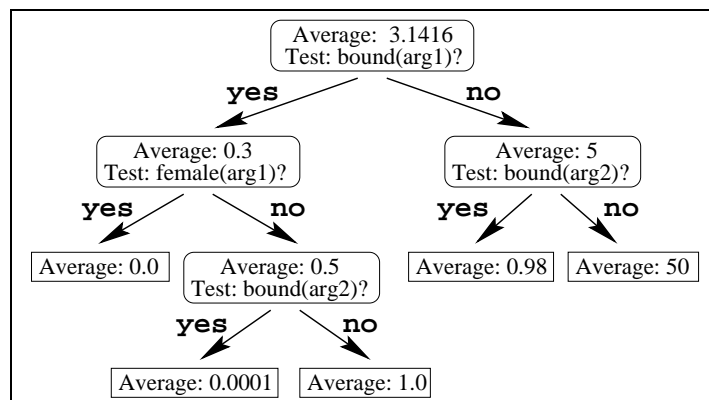 Average: 3.1416
Test: bound(arg1)?
yes
no
Average: 0.3
Test: female(arg1)?
Average: 5
Test: bound(arg2)?
yes
no
yes
no
Average: 0.0
Average: 0.5
Test: bound(arg2)?
Average: 0.98
Average: 50
yes
no
Average: 0.0001
Average: 1.0